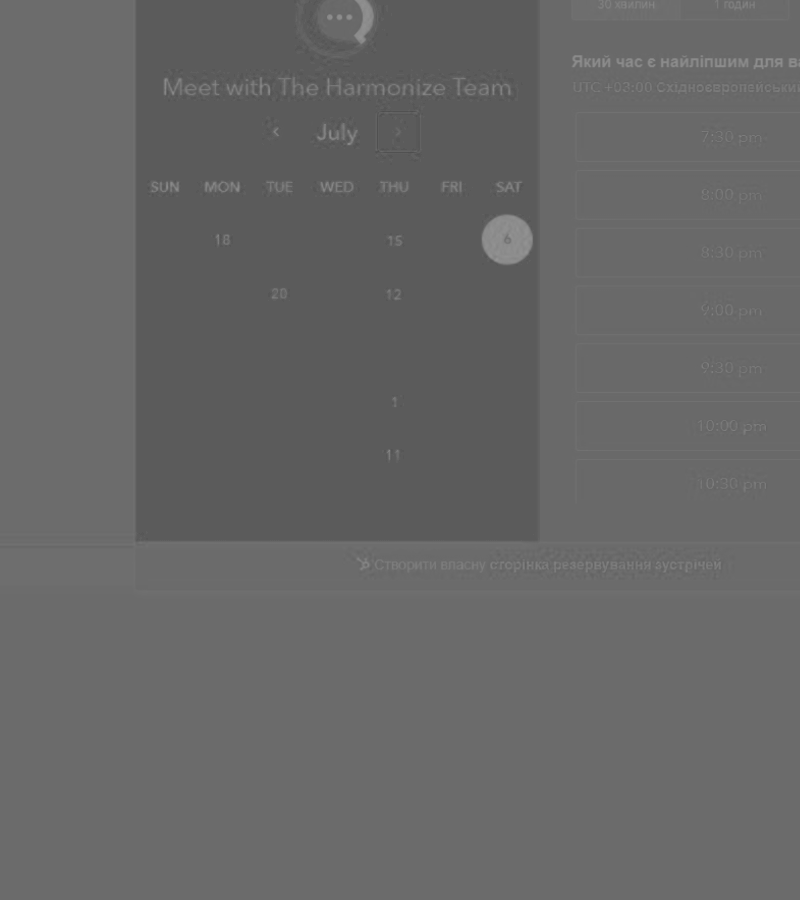 30 хвилин 1 годин
Який час є найліпшим для ва
Meet with The Harmonize Team
UTC +03:00 Східноєвропейськи
July
7:30 pm
SUN MON TUE WED THU FRI SAT
8:00 pm
18 15 6
8:30 pm
20 12
9:00 pm
9:30 pm
1
10:00 pm
11
10:30 pm
Створити власну сторінка резервування зустрічей